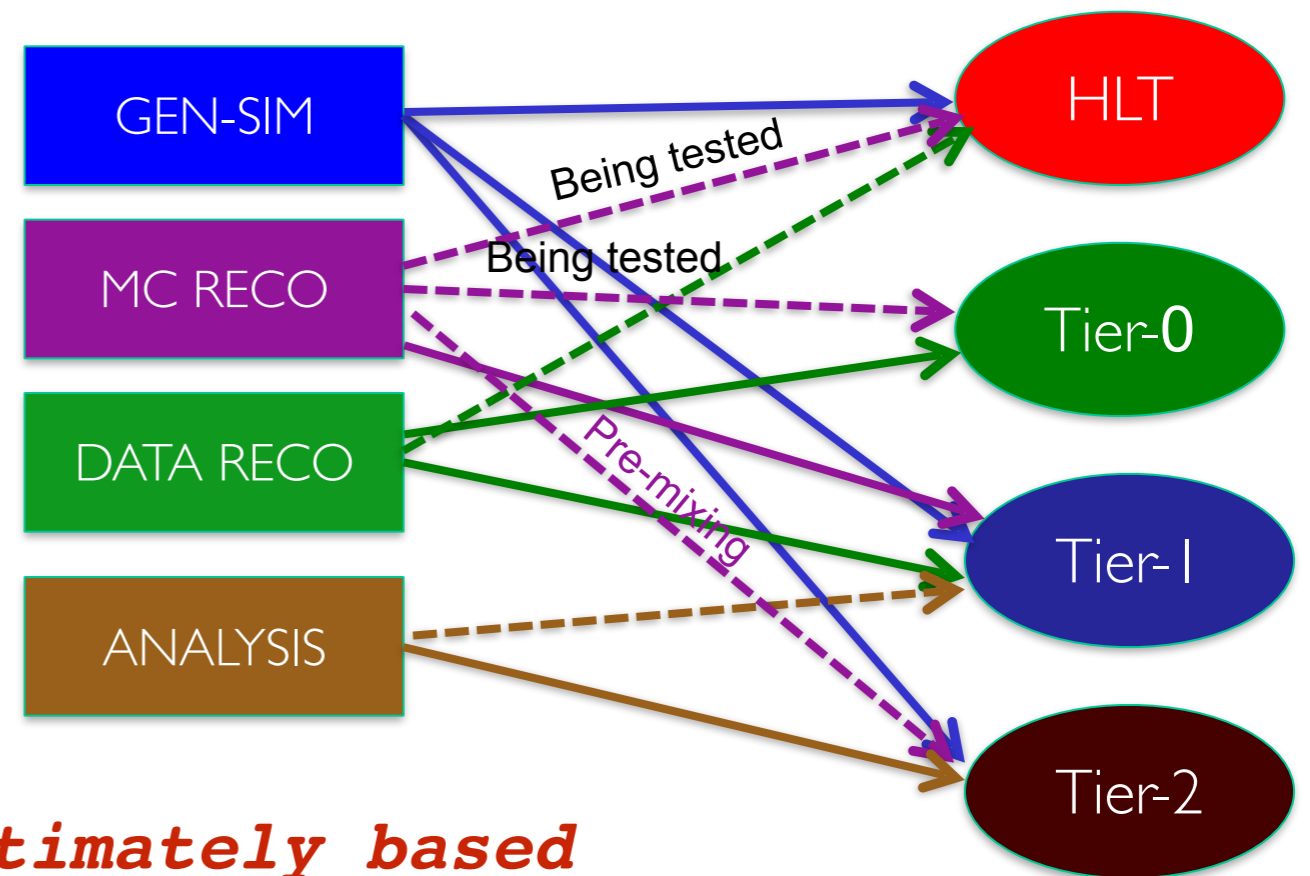 GEN-SIM
HLT
Being tested
MC RECO
Being tested
Tier-0
DATA RECO
Pre-mixing
Tier-1
ANALYSIS
Tier-2
timately based